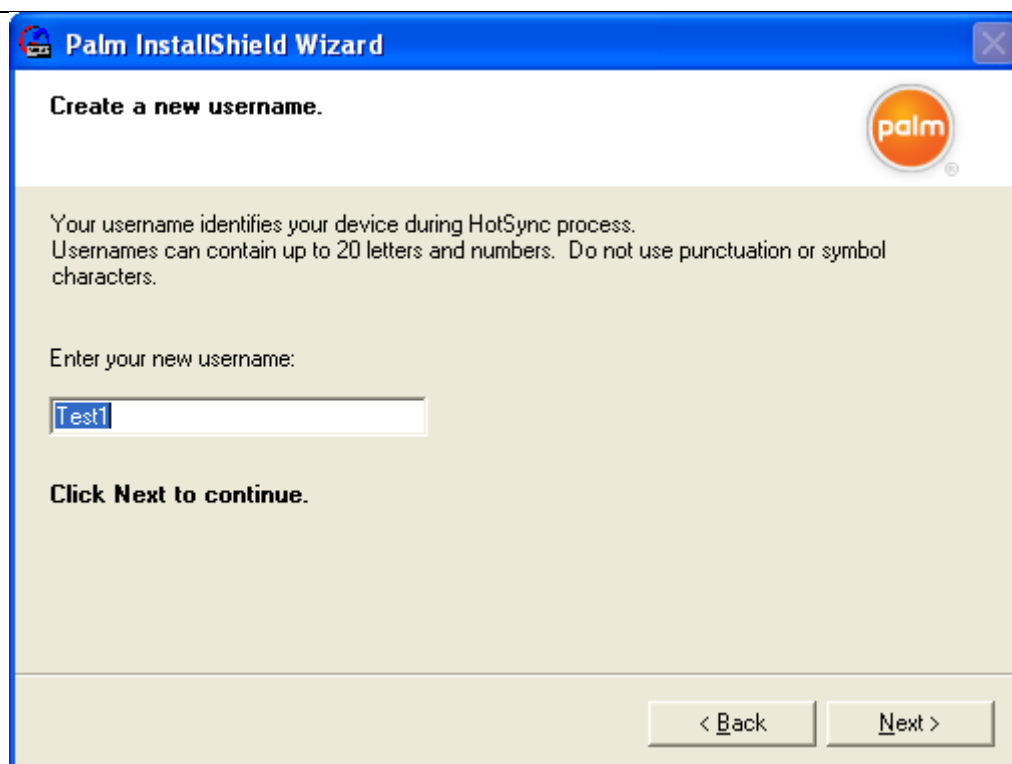 Palm InstallShield Wizard
Create a new username.
palm
®
Your username identifies your device during HotSync process.
Usernames can contain up to 20 letters and numbers. Do not use punctuation or symbol
characters.
Enter your new username:
Test1
Click Next to continue.
< Back Next >